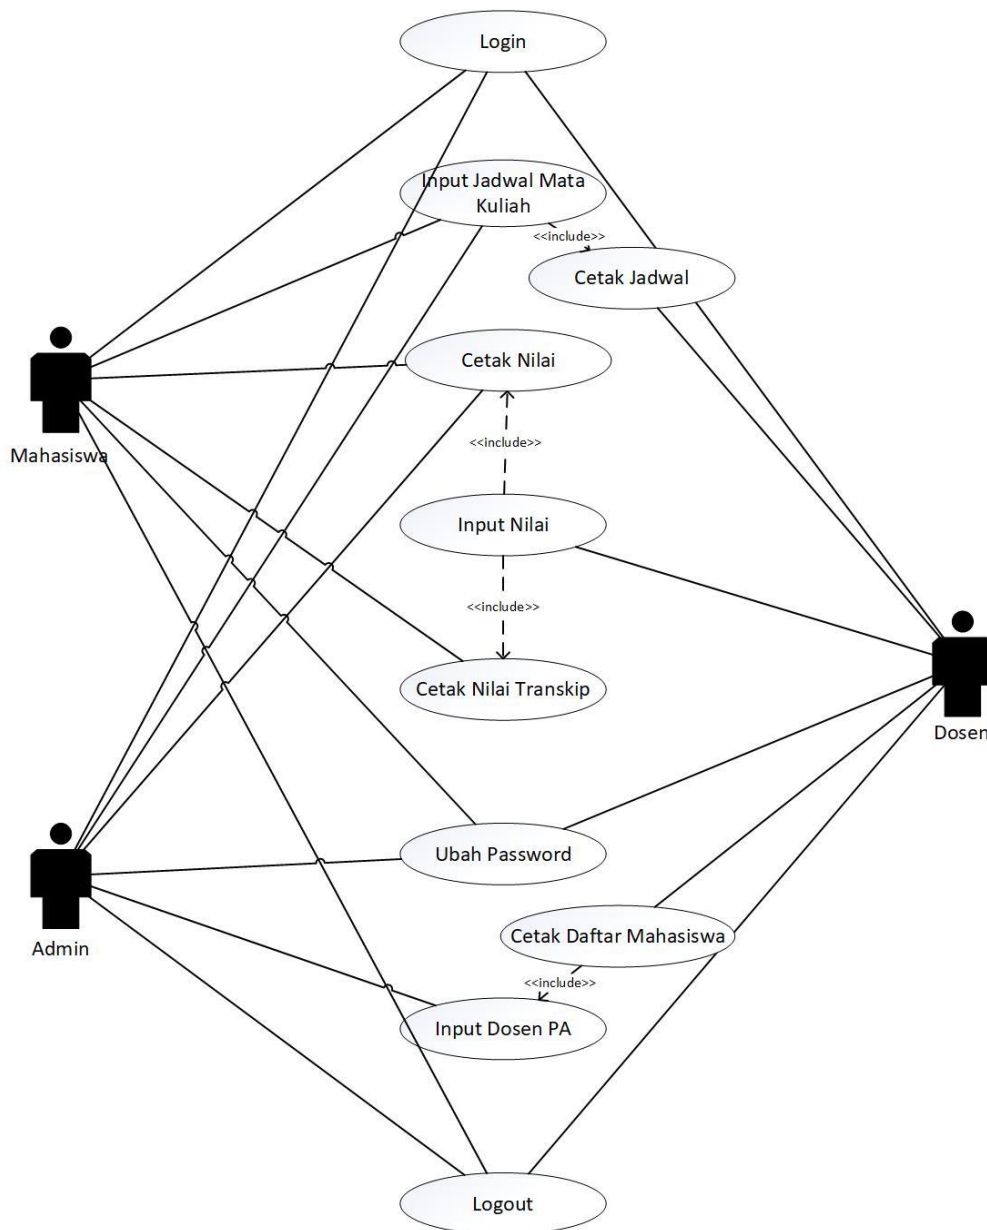 Login
Input Jadwal Mata
Kuliah
<<include>>
Cetak Jadwal
Cetak Nilai
Mahasiswa
<<include>>
Input Nilai
<<include>>
Cetak Nilai Transkip
Dosen
Ubah Password
Admin
Cetak Daftar Mahasiswa
<<include>>
Input Dosen PA
Logout